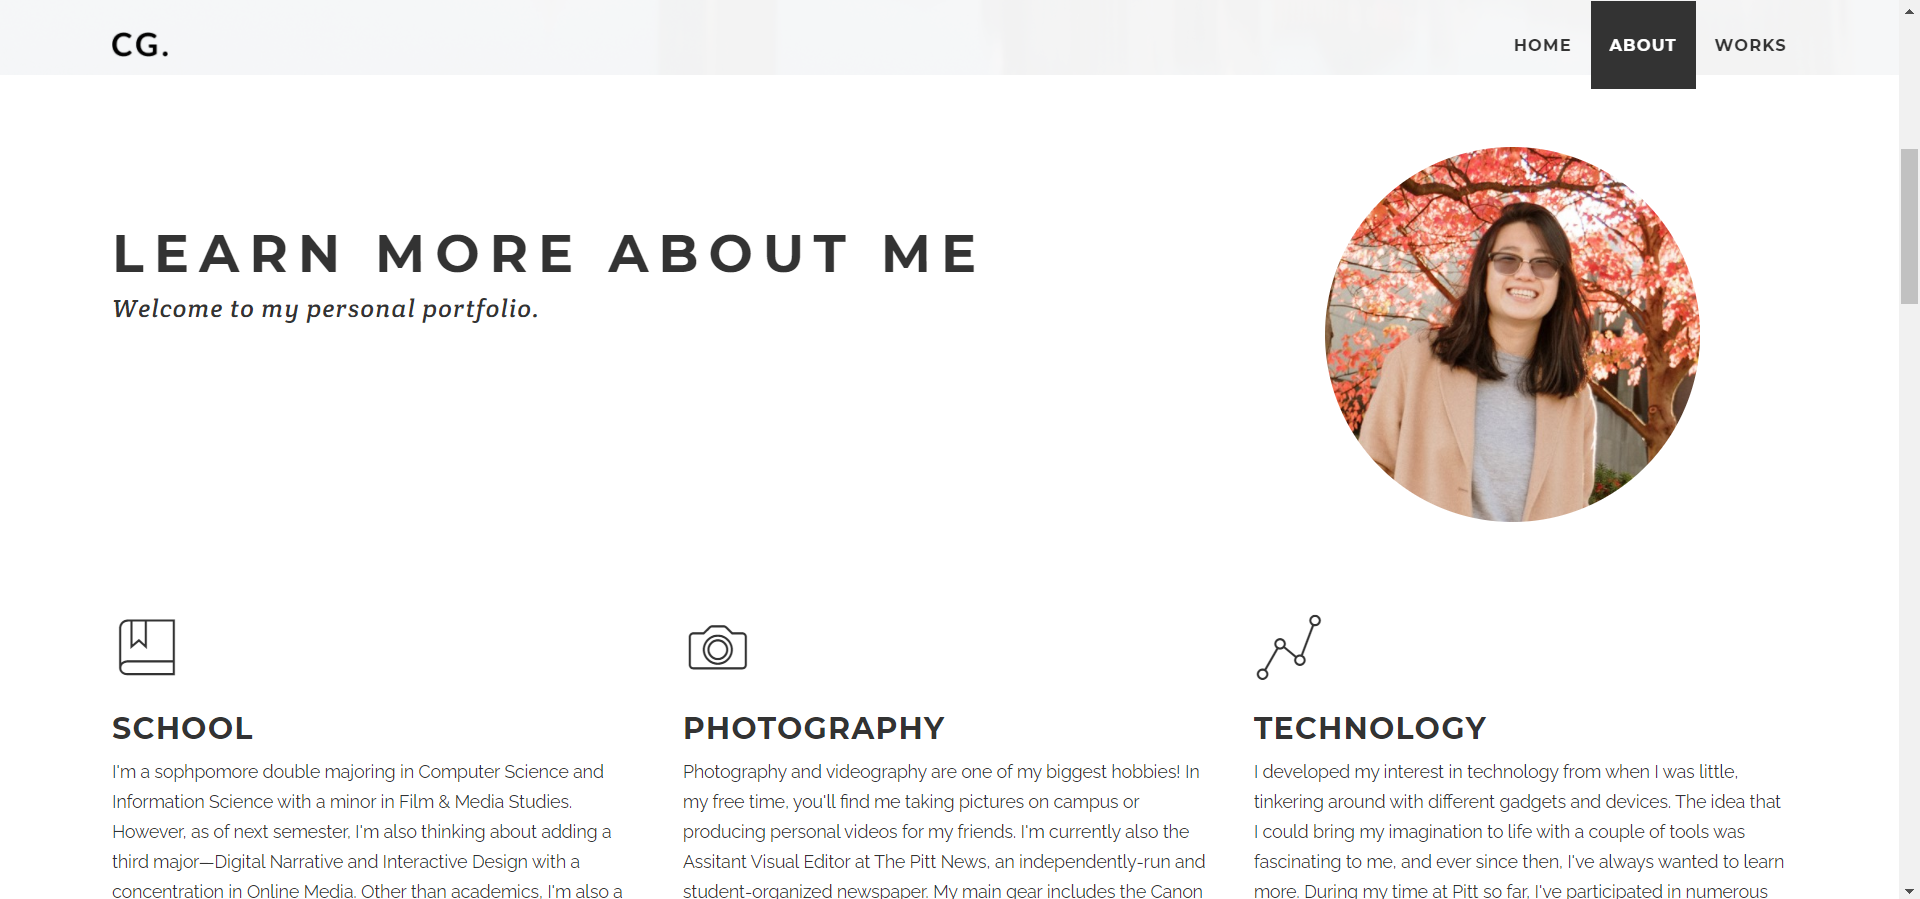 CG.
HOME ABOUT WORKS
LEARN MORE ABOUT ME
Welcome to my personal portfolio.
SCHOOL
I'm a sophpomore double majoring in Computer Science and
Information Science with a minor in Film & Media Studies.
However, as of next semester, I'm also thinking about adding a
third major—Digital Narrative and Interactive Design with a
concentration in Online Media. Other than academics, I'm also a
PHOTOGRAPHY
Photography and videography are one of my biggest hobbies! In
my free time, you'll find me taking pictures on campus or
producing personal videos for my friends. I'm currently also the
Assitant Visual Editor at The Pitt News, an independently-run and
student-organized newspaper. My main gear includes the Canon
TECHNOLOGY
I developed my interest in technology from when I was little,
tinkering around with different gadgets and devices. The idea that
I could bring my imagination to life with a couple of tools was
fascinating to me, and ever since then, I've always wanted to learn
more. During my time at Pitt so far, I've participated in numerous